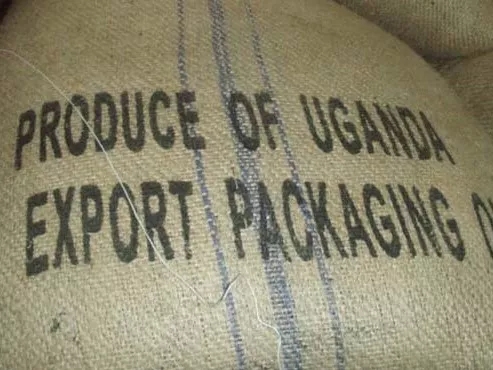 PRODUCE OF UGANDA
EXPORT PACKAGING